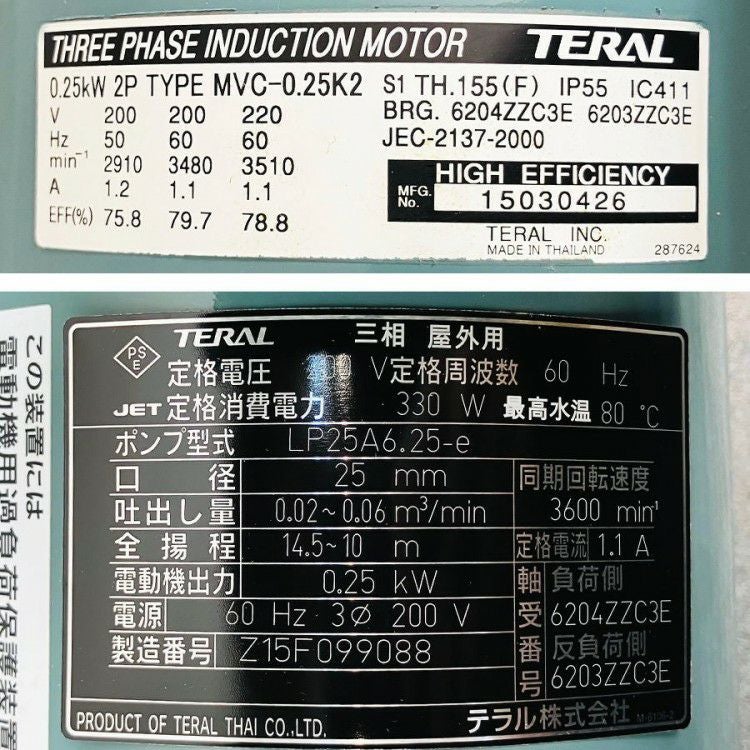 THREE PHASE INDUCTION MOTOR TERAL
0.25kW 2P TYPE MVC-0.25K2 S1 TH.155(F) IP55 IC411
V 200 200 220 BRG. 6204ZZC3E 6203ZZC3E
Hz 50 60 60 JEC-2137-2000
min⁻¹ 2910 3480 3510 HIGH EFFICIENCY
A 1.2 1.1 1.1 MFG. No. 15030426
EFF(%) 75.8 79.7 78.8 TERAL INC.
MADE IN THAILAND 287624
この装置には
電動機用過負荷保護装置
PS E TERAL 三相 屋外用
定格電圧 V 定格周波数 60 Hz
JET 定格消費電力 330 W 最高水温 80 ℃
ポンプ型式 LP25A6.25-e
口径 25 mm 同期回転速度
吐出し量 0.02~0.06 m³/min 3600 min⁻¹
全揚程 14.5~10 m 定格電流 1.1 A
電動機出力 0.25 kW 軸受番号 負荷側
電源 60 Hz 3Ø 200 V 6204ZZC3E
製造番号 Z15F099088 反負荷側
6203ZZC3E
PRODUCT OF TERAL THAI CO.,LTD. テラル株式会社